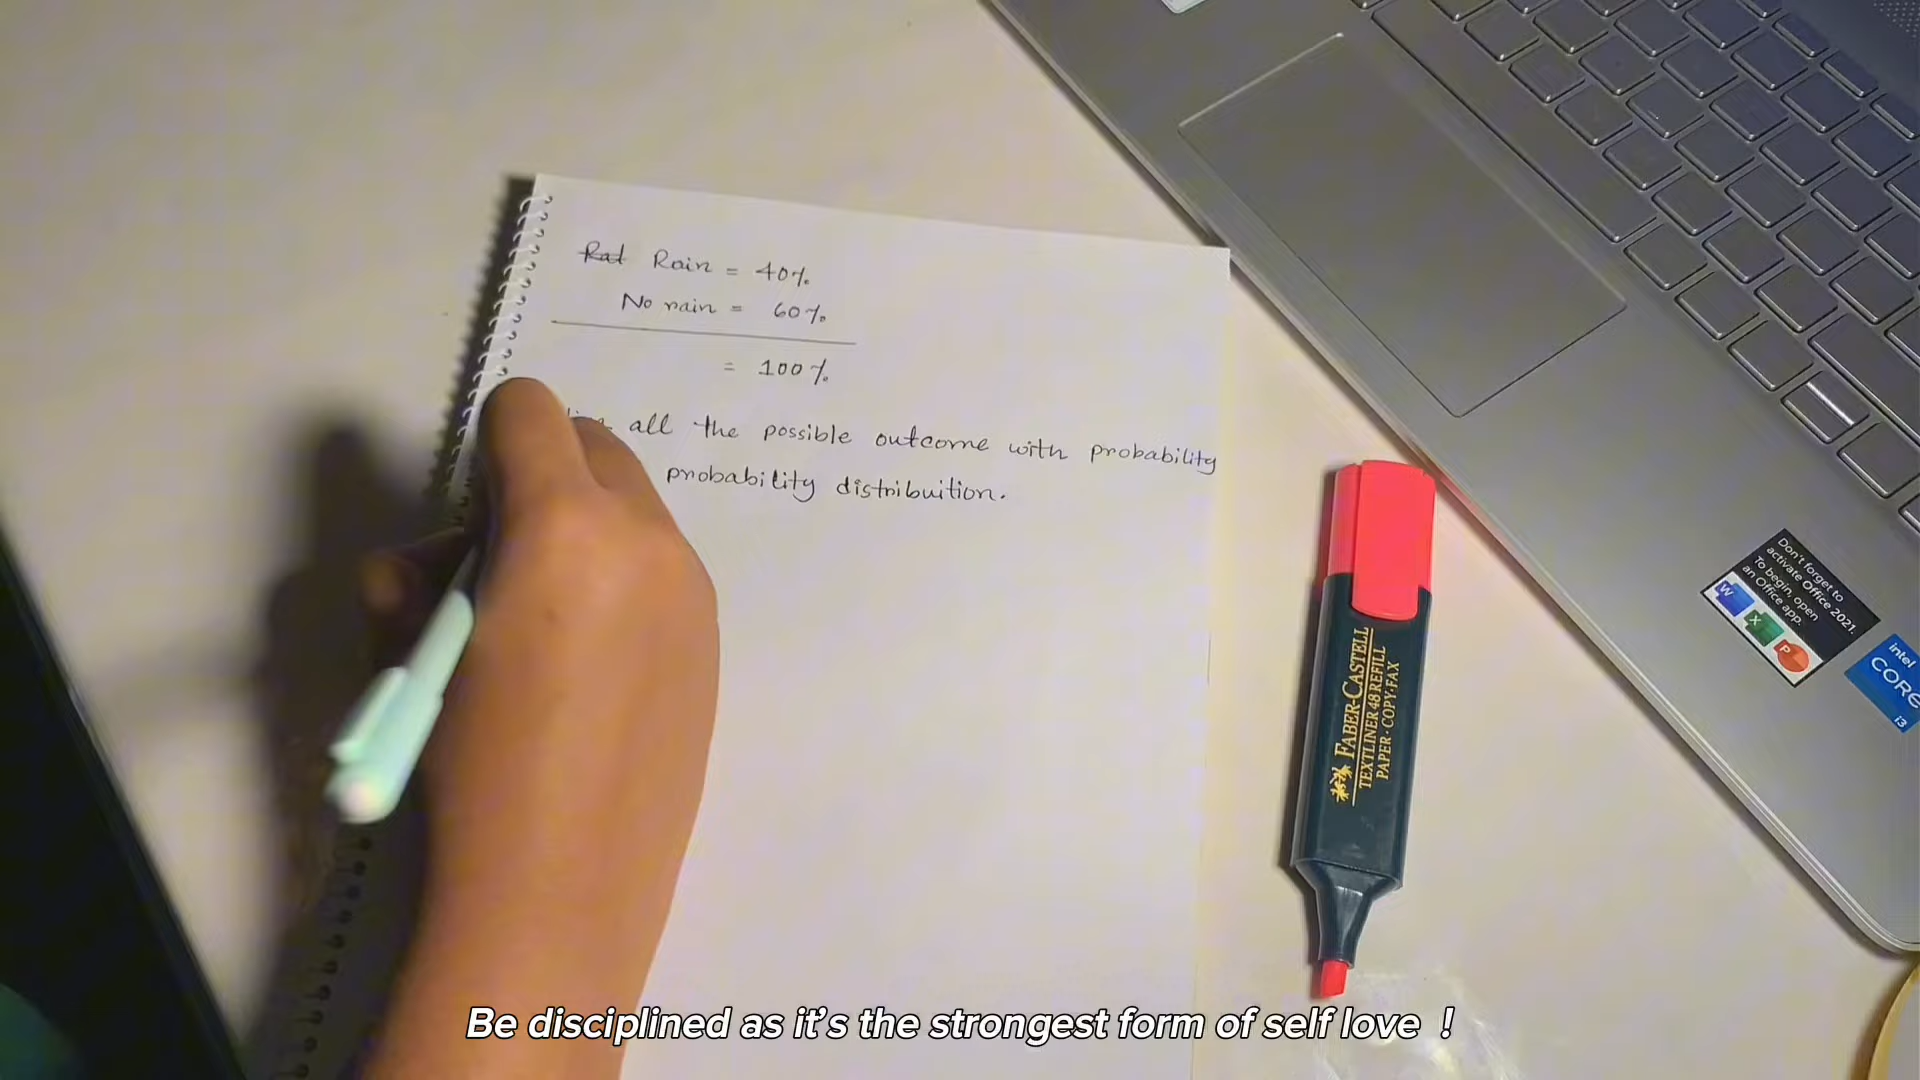 Rat Rain = 40%
No rain = 60%
= 100%
all the possible outcome with probability
probability distribuition.
Don't forget to
activate Office 2021.
To begin, open
an Office app.
W
X
P
intel
CORE
i3
FABER-CASTELL
TEXTLINER 48 REFILL
PAPER·COPY·FAX
Be disciplined as it's the strongest form of self love !